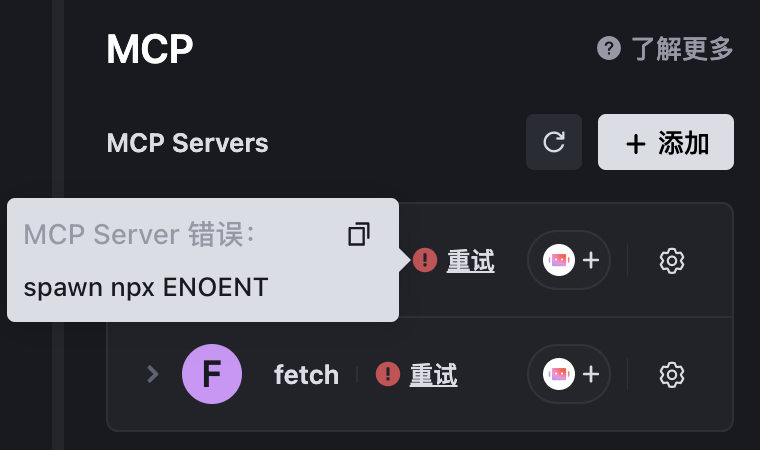 MCP
了解更多
MCP Servers
添加
MCP Server 错误：
spawn npx ENOENT
重试
F
fetch
重试